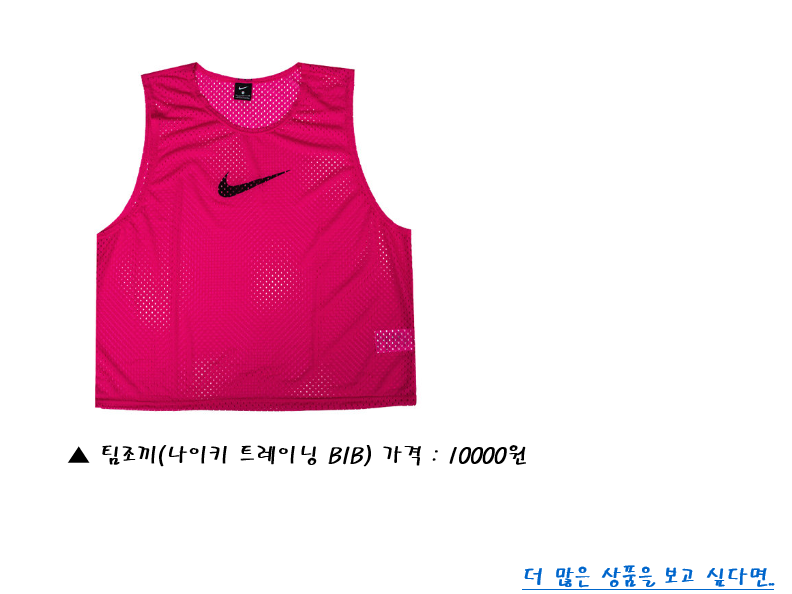 ▲ 팀조끼(나이키 트레이닝 BIB) 가격 : 10000원
더 많은 상품을 보고 싶다면..